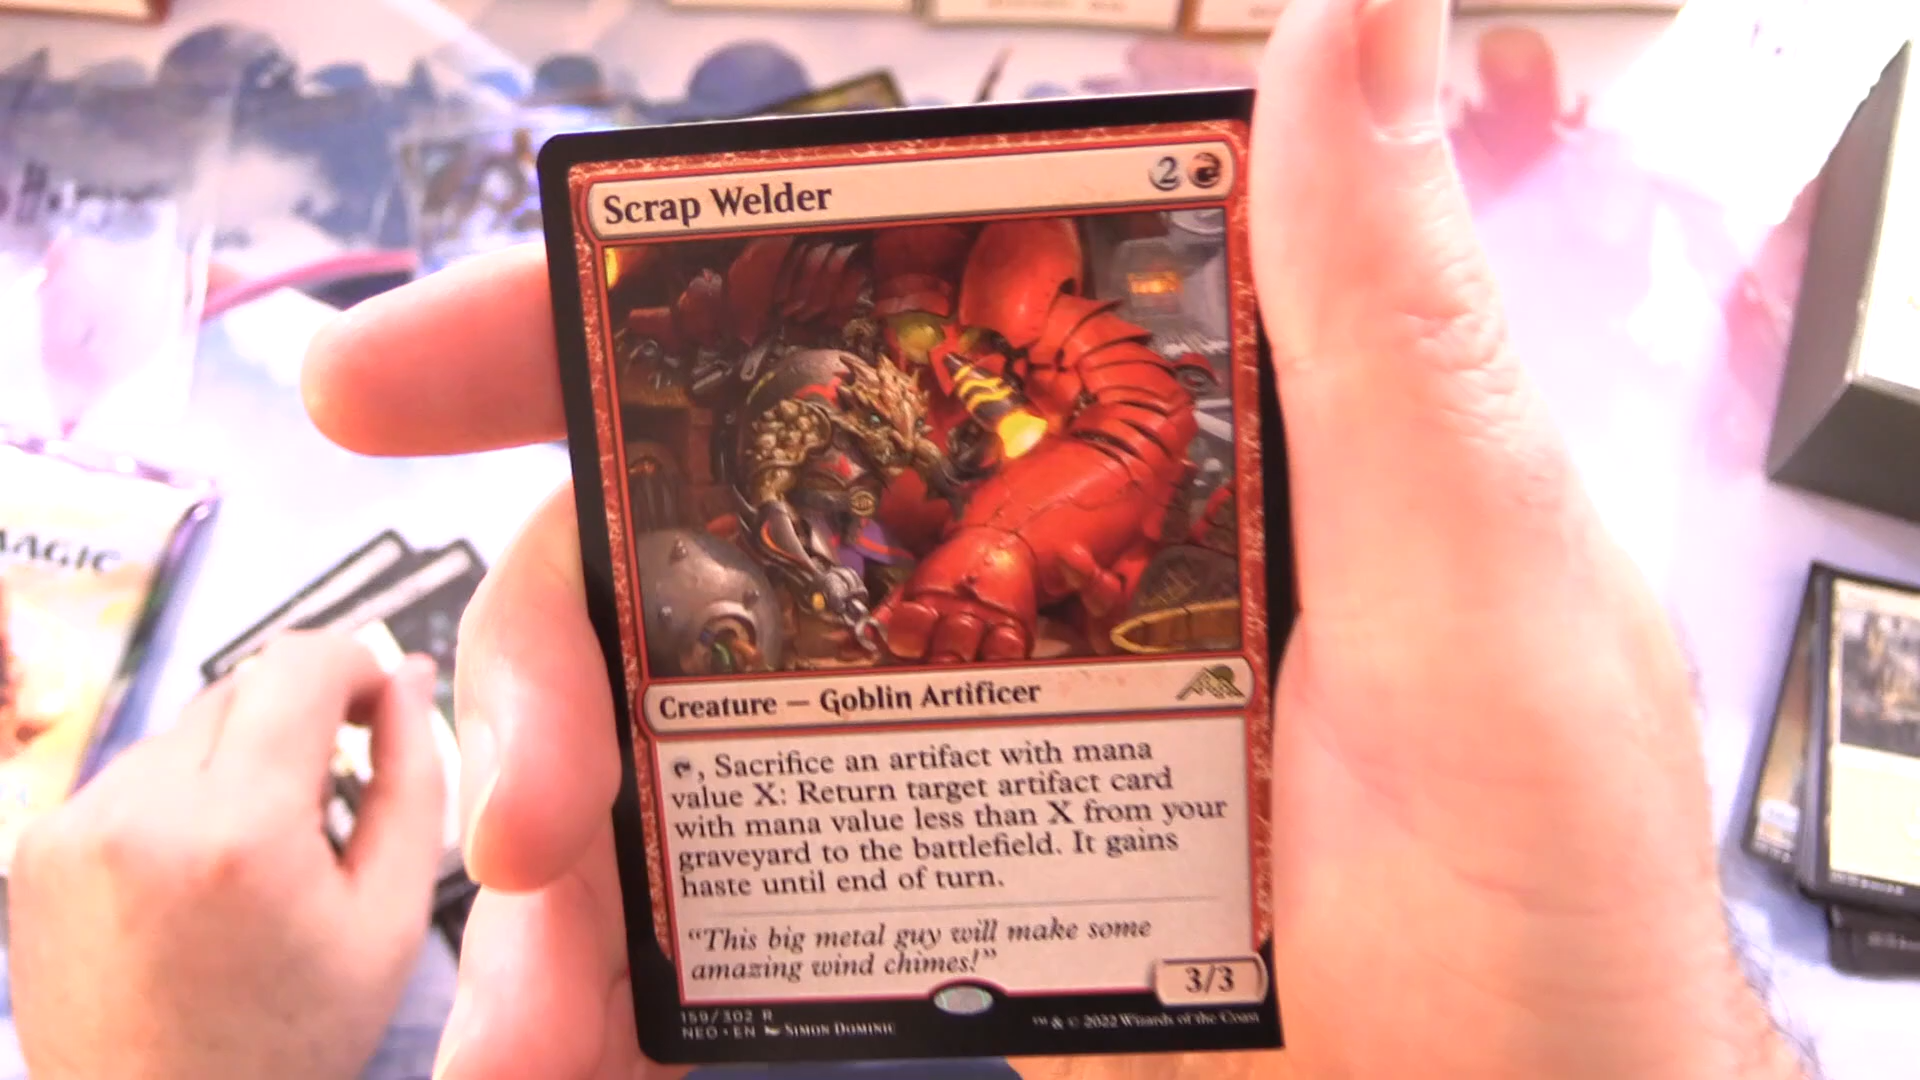 Scrap Welder 2
Creature — Goblin Artificer
, Sacrifice an artifact with mana
value X: Return target artifact card
with mana value less than X from your
graveyard to the battlefield. It gains
haste until end of turn.
“This big metal guy will make some
amazing wind chimes!”
3/3
159/302 R
NEO • EN Simon Dominic
™ & © 2022 Wizards of the Coast
MAGIC